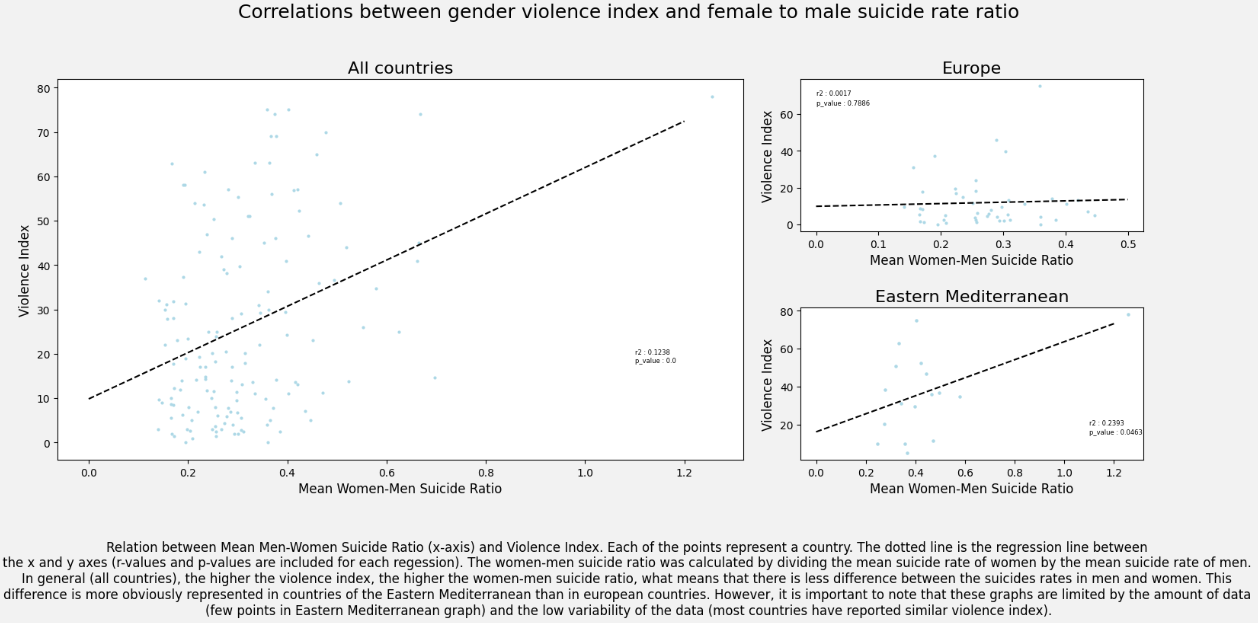 Correlations between gender violence index and female to male suicide rate ratio
All countries
80
70
60
50
40
30
20
10
0
Violence Index
r2 : 0.1238
p_value : 0.0
0.0 0.2 0.4 0.6 0.8 1.0 1.2
Mean Women-Men Suicide Ratio
Europe
r2 : 0.0017
p_value : 0.7886
60
40
20
0
Violence Index
0.0 0.1 0.2 0.3 0.4 0.5
Mean Women-Men Suicide Ratio
Eastern Mediterranean
80
60
40
20
Violence Index
r2 : 0.2393
p_value : 0.0463
0.0 0.2 0.4 0.6 0.8 1.0 1.2
Mean Women-Men Suicide Ratio
Relation between Mean Men-Women Suicide Ratio (x-axis) and Violence Index. Each of the points represent a country. The dotted line is the regression line between
the x and y axes (r-values and p-values are included for each regession). The women-men suicide ratio was calculated by dividing the mean suicide rate of women by the mean suicide rate of men.
In general (all countries), the higher the violence index, the higher the women-men suicide ratio, what means that there is less difference between the suicides rates in men and women. This
difference is more obviously represented in countries of the Eastern Mediterranean than in european countries. However, it is important to note that these graphs are limited by the amount of data
(few points in Eastern Mediterranean graph) and the low variability of the data (most countries have reported similar violence index).